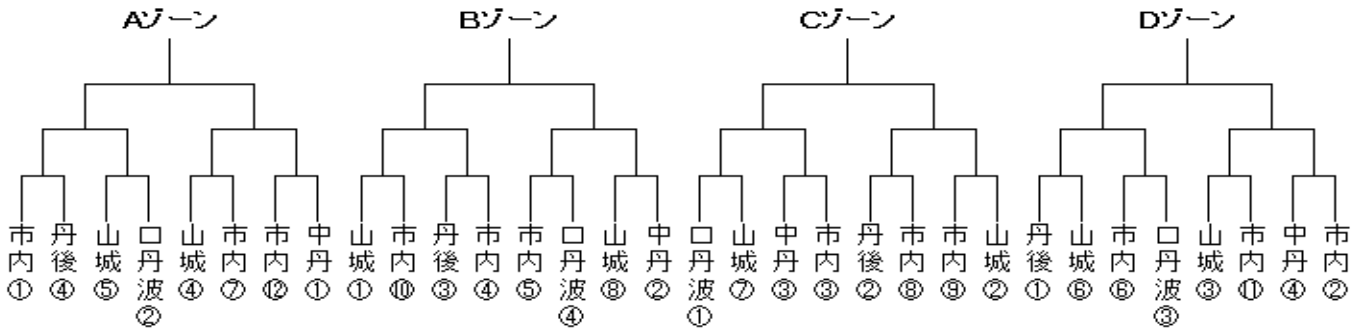 Aゾーン Bゾーン Cゾーン Dゾーン
市内①
丹後④
山城⑤
口丹波②
山城④
市内⑦
市内⑫
中丹①
山城①
市内⑩
丹後③
市内④
市内⑤
口丹波④
山城⑧
中丹②
口丹波①
山城⑦
中丹③
市内③
丹後②
市内⑧
市内⑨
山城②
丹後①
山城⑥
市内⑥
口丹波③
山城③
市内⑪
中丹④
市内②